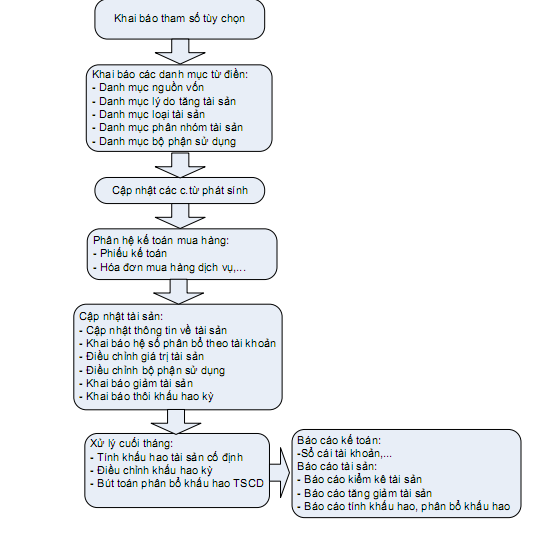 Khai báo tham số tùy chọn
Khai báo các danh mục từ điển:
- Danh mục nguồn vốn
- Danh mục lý do tăng tài sản
- Danh mục loại tài sản
- Danh mục phân nhóm tài sản
- Danh mục bộ phận sử dụng
Cập nhật các c.từ phát sinh
Phân hệ kế toán mua hàng:
- Phiếu kế toán
- Hóa đơn mua hàng dịch vụ,...
Cập nhật tài sản:
- Cập nhật thông tin về tài sản
- Khai báo hệ số phân bổ theo tài khoản
- Điều chỉnh giá trị tài sản
- Điều chỉnh bộ phận sử dụng
- Khai báo giảm tài sản
- Khai báo thôi khấu hao kỳ
Xử lý cuối tháng:
- Tính khấu hao tài sản cố định
- Điều chỉnh khấu hao kỳ
- Bút toán phân bổ khấu hao TSCD
Báo cáo kế toán:
-Sổ cái tài khoản,...
Báo cáo tài sản:
- Báo cáo kiểm kê tài sản
- Báo cáo tăng giảm tài sản
- Báo cáo tính khấu hao, phân bổ khấu hao